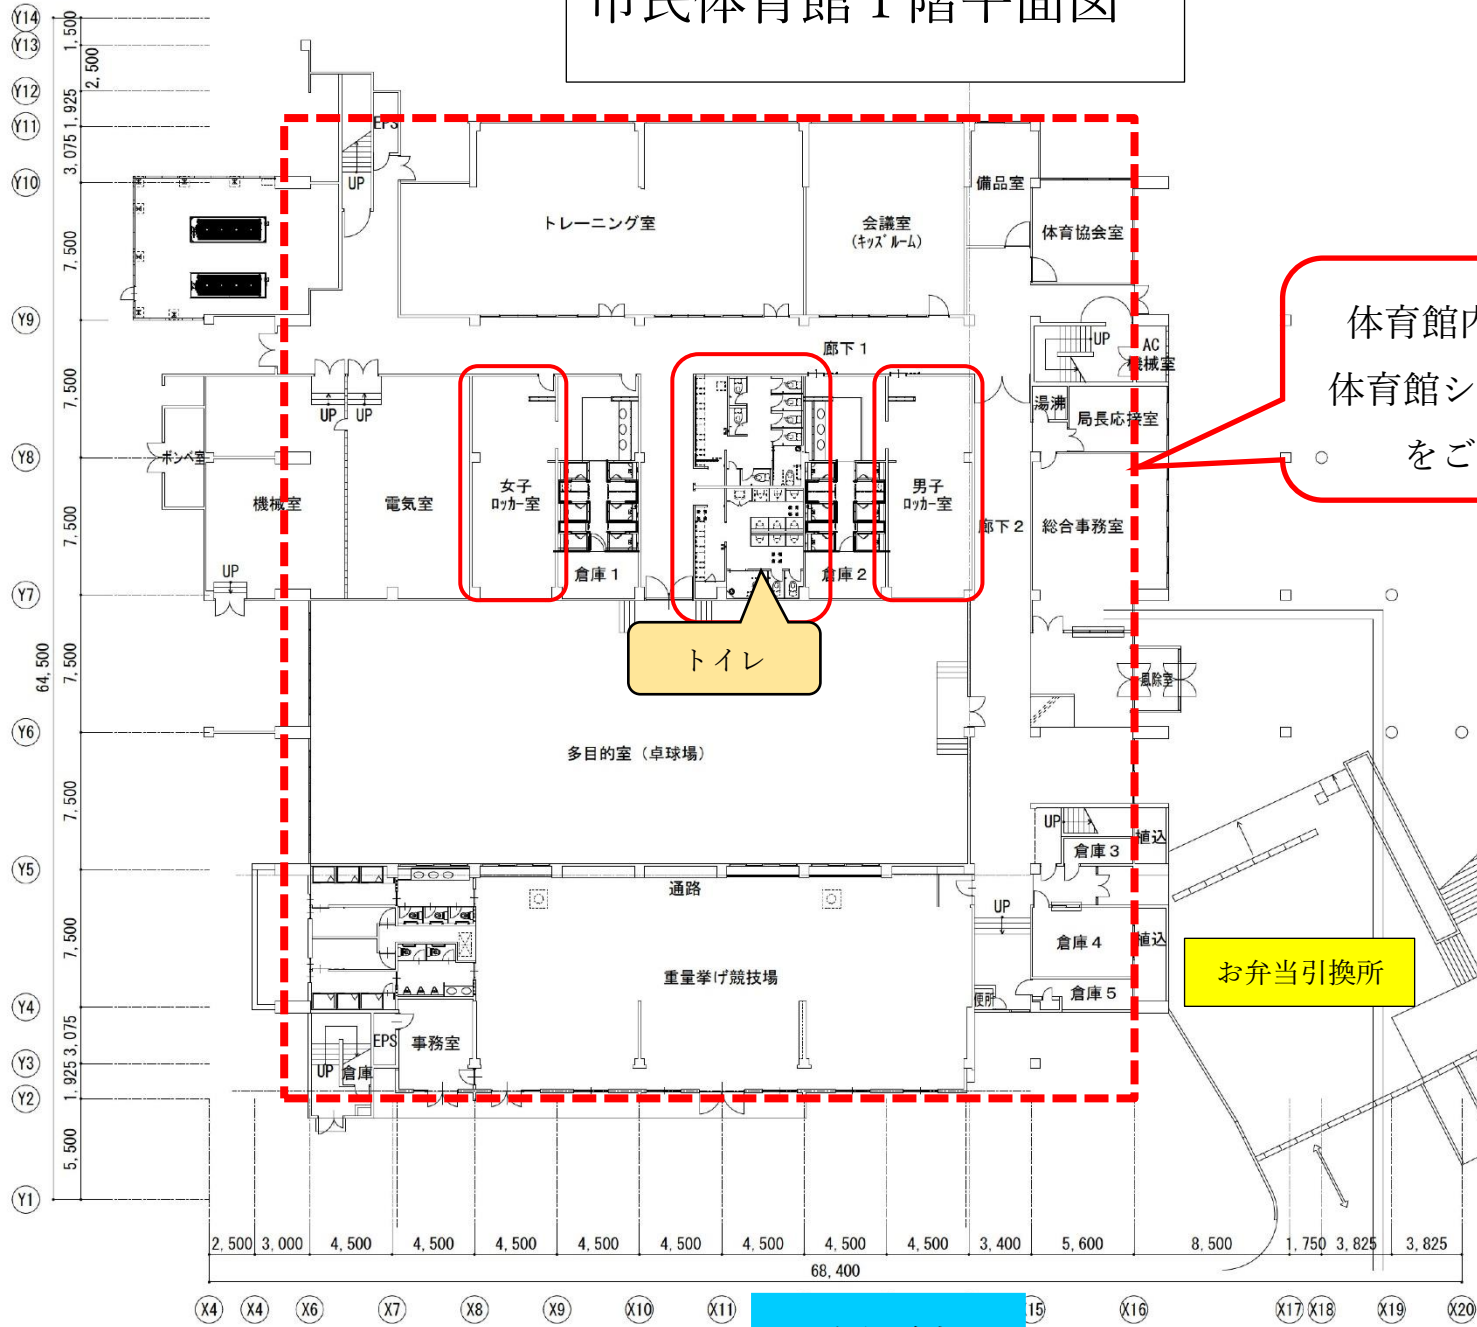 市民体育館１階平面図
Y14
1,500
Y13
2,500
Y12
1,925
Y11
3,075
Y10
7,500
Y9
7,500
Y8
7,500
Y7
7,500
64,500
Y6
7,500
Y5
7,500
Y4
3,075
Y3
1,925
Y2
5,500
Y1
EPS
UP
トレーニング室
会議室
(キッズルーム)
備品室
体育協会室
体育館内
体育館シ
をご
廊下１
UP
AC
機械室
UP
UP
湯沸
局長応接室
ボンベ室
機械室
電気室
女子
ロッカー室
男子
ロッカー室
廊下２
総合事務室
UP
倉庫１
倉庫２
トイレ
風除室
多目的室（卓球場）
UP
植込
倉庫３
通路
UP
倉庫４
植込
お弁当引換所
重量挙げ競技場
倉庫５
便所
EPS
事務室
UP
倉庫
2,500
3,000
4,500
4,500
4,500
4,500
4,500
4,500
4,500
4,500
3,400
5,600
8,500
1,750
3,825
3,825
68,400
X4
X4
X6
X7
X8
X9
X10
X11
X15
X16
X17
X18
X19
X20